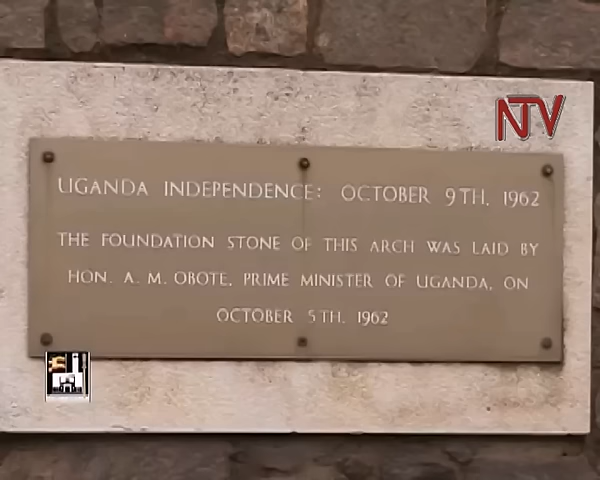 NTV
UGANDA INDEPENDENCE: OCTOBER 9TH. 1962
THE FOUNDATION STONE OF THIS ARCH WAS LAID BY
HON. A. M. OBOTE. PRIME MINISTER OF UGANDA, ON
OCTOBER 5TH. 1962